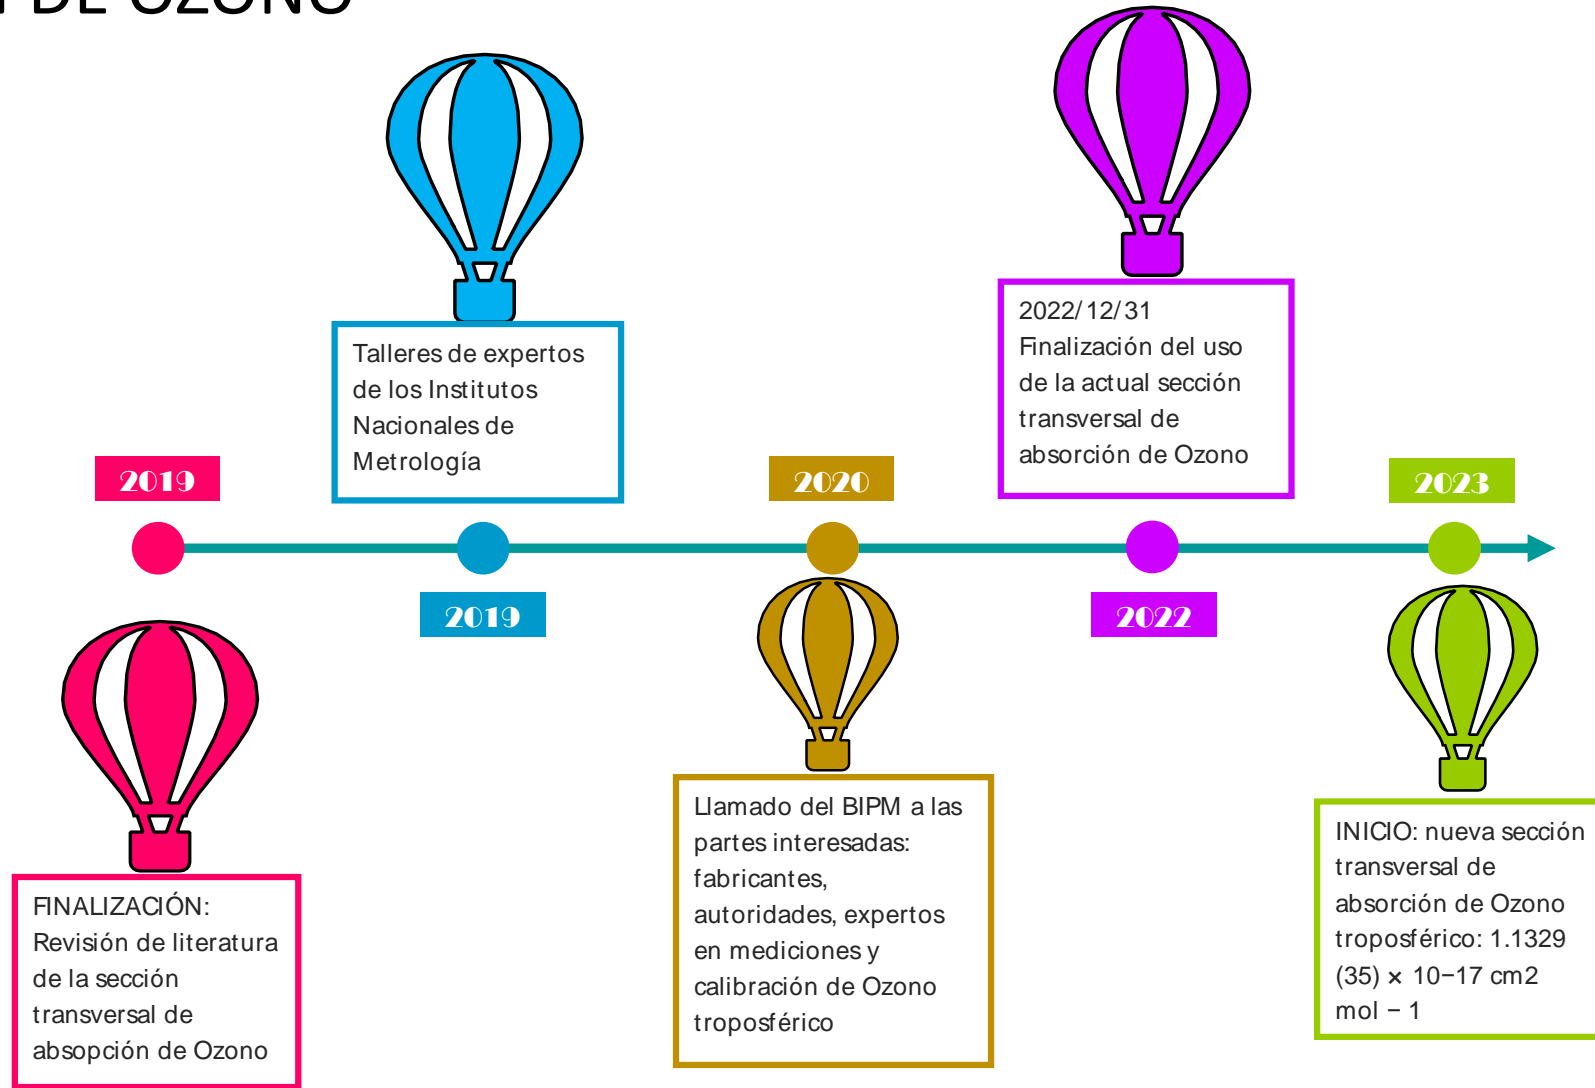 DE OZONO
2019
FINALIZACIÓN:
Revisión de literatura
de la sección
transversal de
absopción de Ozono
Talleres de expertos
de los Institutos
Nacionales de
Metrología
2019
2020
Llamado del BIPM a las
partes interesadas:
fabricantes,
autoridades, expertos
en mediciones y
calibración de Ozono
troposférico
2022/12/31
Finalización del uso
de la actual sección
transversal de
absorción de Ozono
2022
2023
INICIO: nueva sección
transversal de
absorción de Ozono
troposférico: 1.1329
(35) × 10−17 cm2
mol − 1